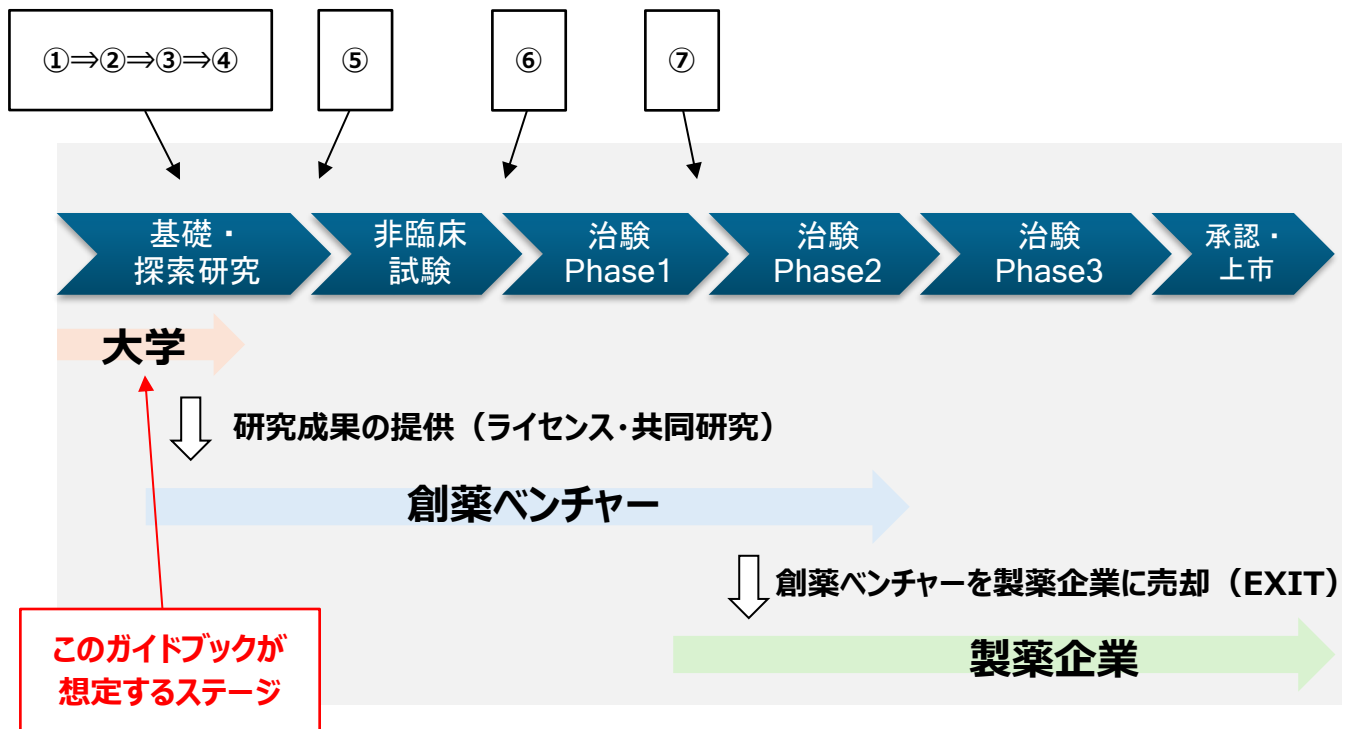 ①⇒②⇒③⇒④
⑤
⑥
⑦
基礎・
探索研究
非臨床
試験
治験
Phase1
治験
Phase2
治験
Phase3
承認・
上市
大学
研究成果の提供（ライセンス・共同研究）
創薬ベンチャー
創薬ベンチャーを製薬企業に売却（EXIT）
製薬企業
このガイドブックが
想定するステージ